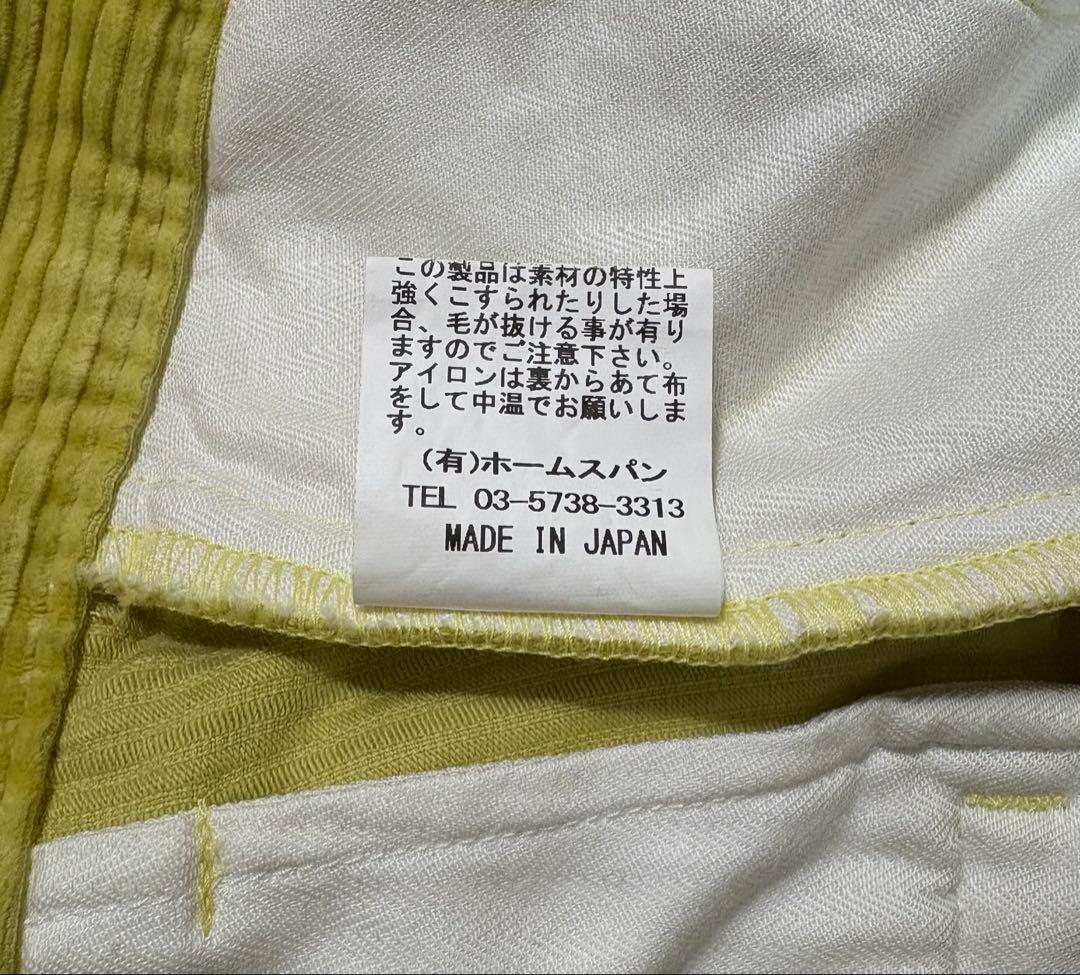 この製品は素材の特性上
強くこすられたりした場
合、毛が抜ける事が有り
ますのでご注意下さい。
アイロンは裏からあて布
をして中温でお願いしま
す。
(有)ホームスパン
TEL 03-5738-3313
MADE IN JAPAN